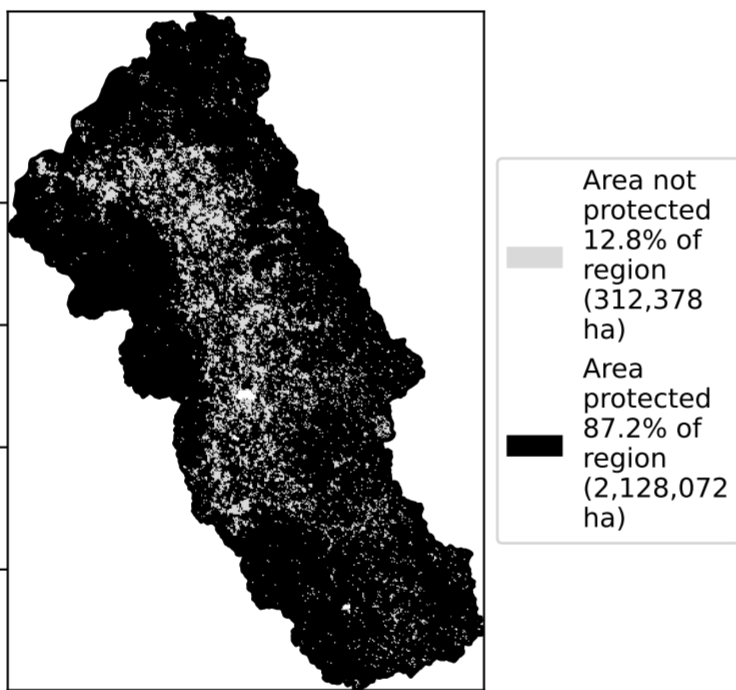 Area not
protected
12.8% of
region
(312,378
ha)
Area
protected
87.2% of
region
(2,128,072
ha)